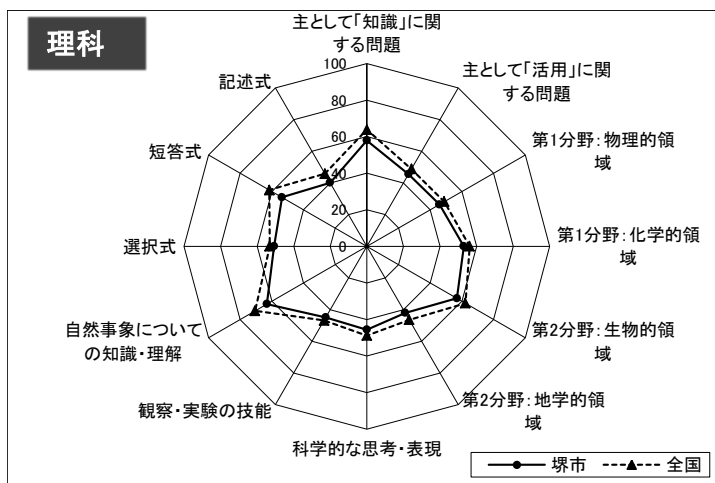 理科
主として「知識」に関
する問題
主として「活用」に関
する問題
第1分野:物理的領
域
第1分野:化学的領
域
第2分野:生物的領
域
第2分野:地学的領
域
科学的な思考・表現
観察・実験の技能
自然事象について
の知識・理解
選択式
短答式
記述式
100
80
60
40
20
0
堺市
全国